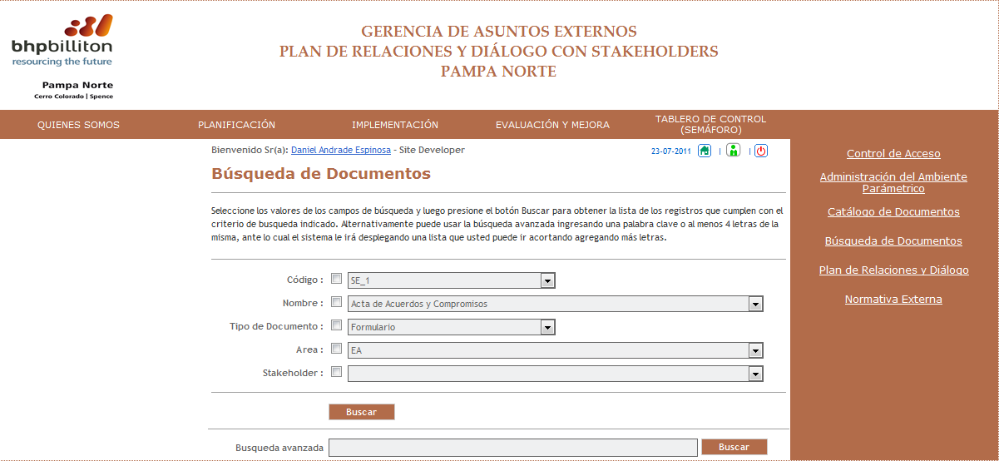 bhpbilliton
resourcing the future
Pampa Norte
Cerro Colorado | Spence
GERENCIA DE ASUNTOS EXTERNOS
PLAN DE RELACIONES Y DIÁLOGO CON STAKEHOLDERS
PAMPA NORTE
QUIENES SOMOS
PLANIFICACIÓN
IMPLEMENTACIÓN
EVALUACIÓN Y MEJORA
TABLERO DE CONTROL
(SEMÁFORO)
Bienvenido Sr(a): Daniel Andrade Espinosa - Site Developer
23-07-2011 | |
Búsqueda de Documentos
Seleccione los valores de los campos de búsqueda y luego presione el botón Buscar para obtener la lista de los registros que cumplen con el
criterio de busqueda indicado. Alternativamente puede usar la búsqueda avanzada ingresando una palabra clave o al menos 4 letras de la
misma, ante lo cual el sistema le irá desplegando una lista que usted puede ir acortando agregando más letras.
Código : SE_1
Nombre : Acta de Acuerdos y Compromisos
Tipo de Documento : Formulario
Area : EA
Stakeholder :
Buscar
Busqueda avanzada Buscar
Control de Acceso
Administración del Ambiente
Parámetrico
Catálogo de Documentos
Búsqueda de Documentos
Plan de Relaciones y Diálogo
Normativa Externa